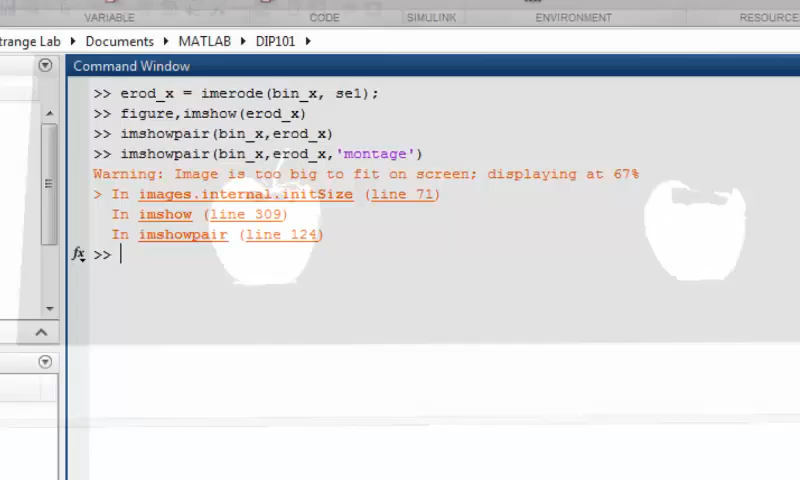 VARIABLE CODE SIMULINK ENVIRONMENT RESOURCE
trange Lab Documents MATLAB DIP101
Command Window
>> erod_x = imerode(bin_x, se1);
>> figure,imshow(erod_x)
>> imshowpair(bin_x,erod_x)
>> imshowpair(bin_x,erod_x,'montage')
Warning: Image is too big to fit on screen; displaying at 67%
> In images.internal.initSize (line 71)
In imshow (line 309)
In imshowpair (line 124)
fx >>